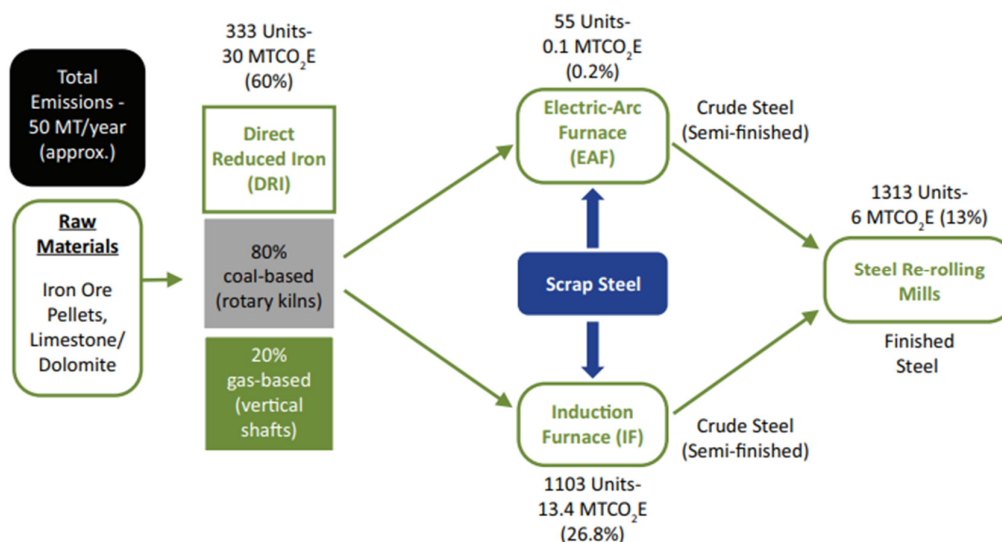 Total
Emissions -
50 MT/year
(approx.)
Raw
Materials
Iron Ore
Pellets,
Limestone/
Dolomite
333 Units-
30 MTCO₂E
(60%)
Direct
Reduced Iron
(DRI)
80%
coal-based
(rotary kilns)
20%
gas-based
(vertical
shafts)
55 Units-
0.1 MTCO₂E
(0.2%)
Electric-Arc
Furnace
(EAF)
Scrap Steel
Induction
Furnace (IF)
1103 Units-
13.4 MTCO₂E
(26.8%)
Crude Steel
(Semi-finished)
Crude Steel
(Semi-finished)
1313 Units-
6 MTCO₂E (13%)
Steel Re-rolling
Mills
Finished
Steel